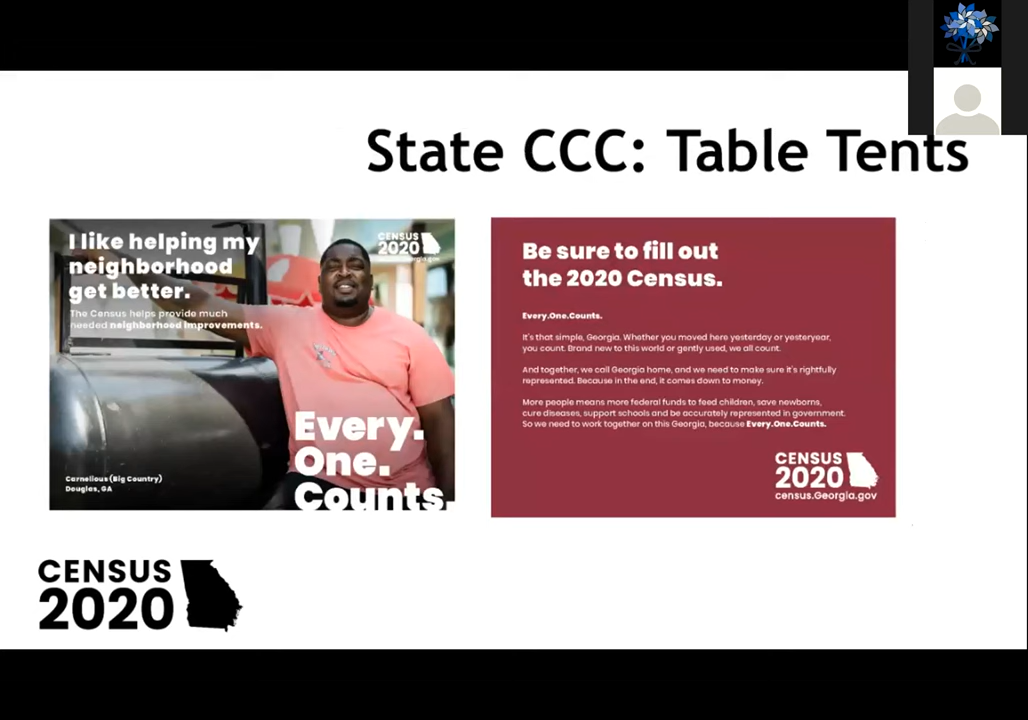 State CCC: Table Tents
I like helping my
neighborhood
get better.
The Census helps provide much
needed neighborhood improvements.
CENSUS
2020
Every.
One.
Counts.
Cornelious (Big Country)
Douglas, GA
Be sure to fill out
the 2020 Census.
Every.One.Counts.
It's that simple, Georgia. Whether you moved here yesterday or yesteryear,
you count. Brand new to this world or gently used, we all count.
And together, we call Georgia home, and we need to make sure it's rightfully
represented. Because in the end, it comes down to money.
More people means more federal funds to feed children, save newborns,
cure diseases, support schools and be accurately represented in government.
So we need to work together on this Georgia, because Every.One.Counts.
CENSUS
2020
census.Georgia.gov
CENSUS
2020